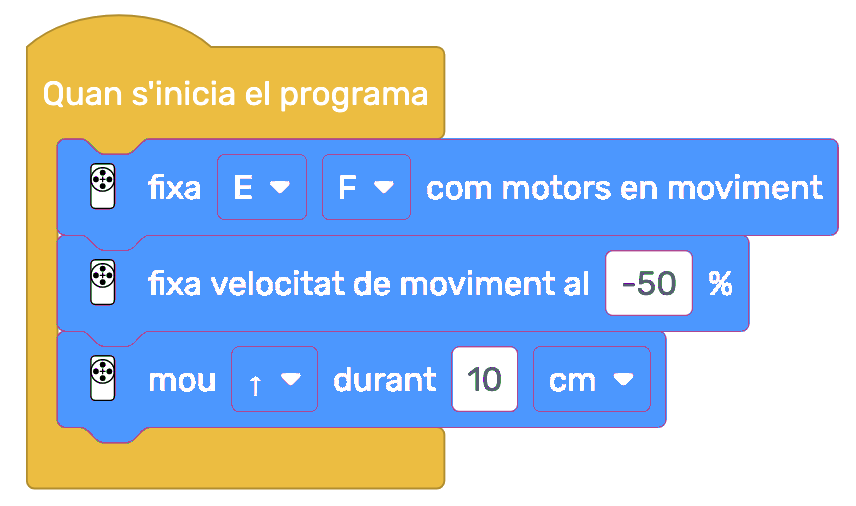 Quan s'inicia el programa
fixa E F com motors en moviment
fixa velocitat de moviment al -50 %
mou ↑ durant 10 cm